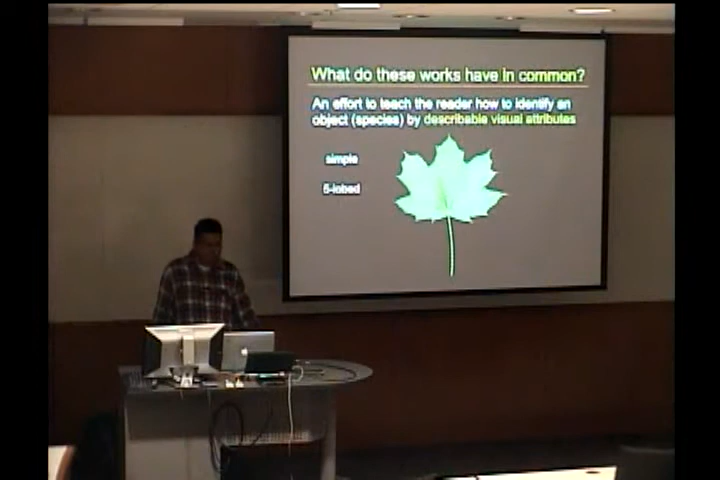 What do these works have in common?
An effort to teach the reader how to identify an
object (species) by describable visual attributes
simple
5-lobed